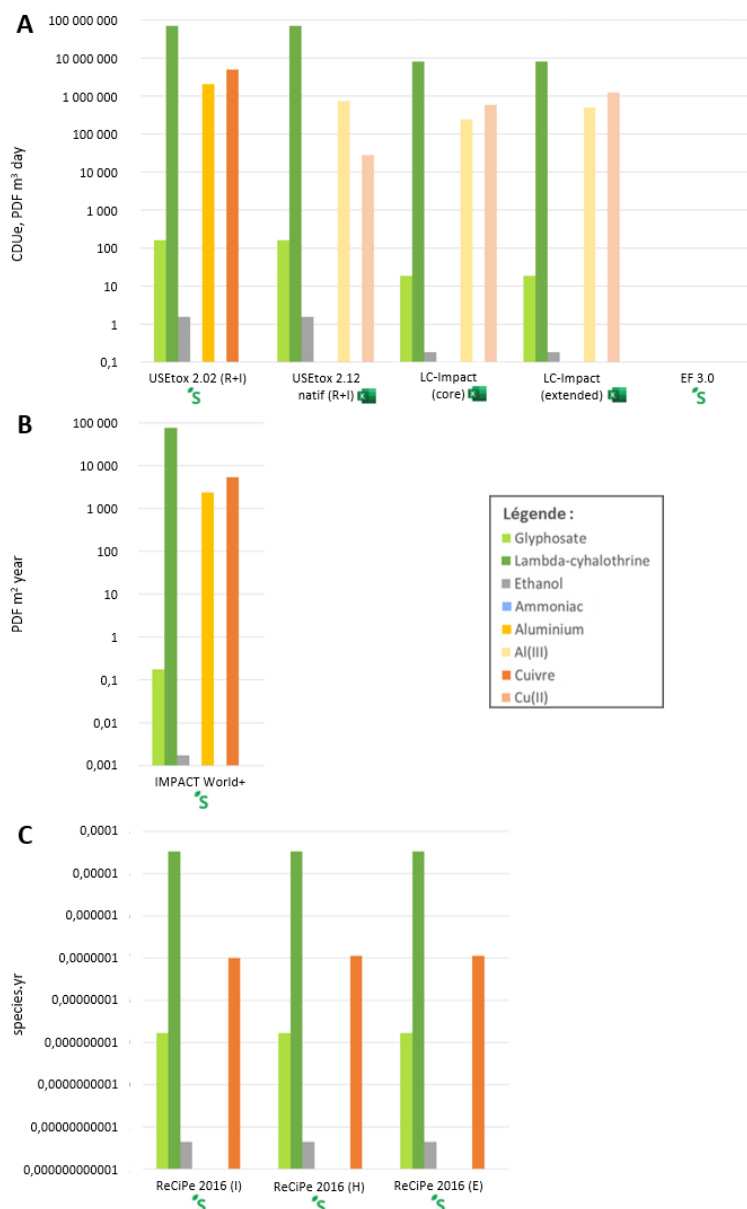 A
100 000 000
10 000 000
1 000 000
100 000
10 000
1 000
100
10
1
0,1
CDUe, PDF m³ day
USEtox 2.02 (R+I)
USEtox 2.12
natif (R+I)
LC-Impact
(core)
LC-Impact
(extended)
EF 3.0
B
100 000
10 000
1 000
100
10
1
0,1
0,01
0,001
PDF m² year
IMPACT World+
Légende :
Glyphosate
Lambda-cyhalothrine
Ethanol
Ammoniac
Aluminium
Al(III)
Cuivre
Cu(II)
C
0,0001
0,00001
0,000001
0,0000001
0,00000001
0,000000001
0,0000000001
0,00000000001
0,000000000001
species.yr
ReCiPe 2016 (I)
ReCiPe 2016 (H)
ReCiPe 2016 (E)